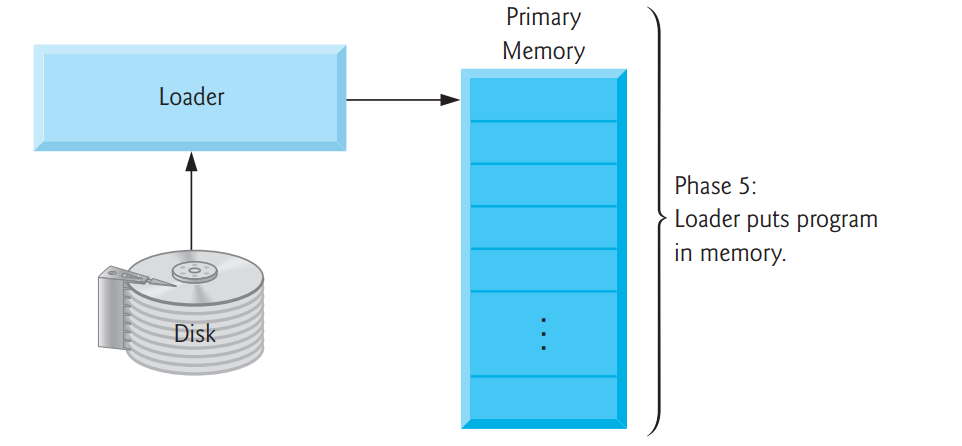 Primary
Memory
Loader
Phase 5:
Loader puts program
in memory.
Disk